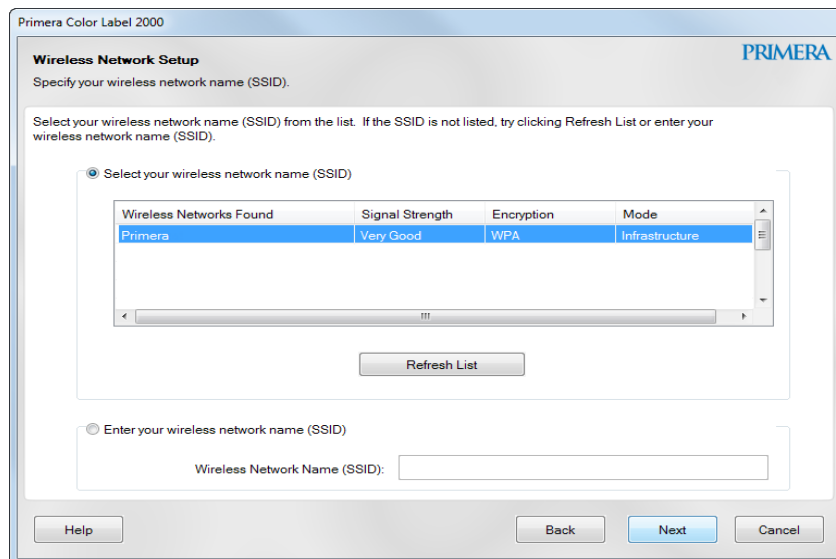 Primera Color Label 2000
PRIMERA
Wireless Network Setup
Specify your wireless network name (SSID).
Select your wireless network name (SSID) from the list. If the SSID is not listed, try clicking Refresh List or enter your
wireless network name (SSID).
Select your wireless network name (SSID)
Wireless Networks Found Signal Strength Encryption Mode
Primera Very Good WPA Infrastructure
Refresh List
Enter your wireless network name (SSID)
Wireless Network Name (SSID):
Help Back Next Cancel